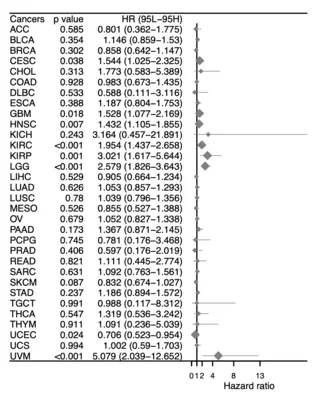 Cancers p value HR (95L−95H)
ACC 0.585 0.801 (0.362−1.775)
BLCA 0.354 1.146 (0.859−1.53)
BRCA 0.302 0.858 (0.642−1.147)
CESC 0.038 1.544 (1.025−2.325)
CHOL 0.313 1.773 (0.583−5.389)
COAD 0.928 0.983 (0.673−1.435)
DLBC 0.533 0.588 (0.111−3.116)
ESCA 0.388 1.187 (0.804−1.753)
GBM 0.018 1.528 (1.077−2.169)
HNSC 0.007 1.432 (1.105−1.855)
KICH 0.243 3.164 (0.457−21.891)
KIRC <0.001 1.954 (1.437−2.658)
KIRP 0.001 3.021 (1.617−5.644)
LGG <0.001 2.579 (1.826−3.643)
LIHC 0.529 0.905 (0.664−1.234)
LUAD 0.626 1.053 (0.857−1.293)
LUSC 0.78 1.039 (0.796−1.356)
MESO 0.526 0.855 (0.527−1.388)
OV 0.679 1.052 (0.827−1.338)
PAAD 0.173 1.367 (0.871−2.145)
PCPG 0.745 0.781 (0.176−3.468)
PRAD 0.406 0.597 (0.176−2.019)
READ 0.821 1.111 (0.445−2.774)
SARC 0.631 1.092 (0.763−1.561)
SKCM 0.087 0.832 (0.674−1.027)
STAD 0.237 1.186 (0.894−1.572)
TGCT 0.991 0.988 (0.117−8.312)
THCA 0.547 1.319 (0.536−3.242)
THYM 0.911 1.091 (0.236−5.039)
UCEC 0.024 0.706 (0.523−0.954)
UCS 0.994 1.002 (0.59−1.703)
UVM <0.001 5.079 (2.039−12.652)
0 1 2 4 8 13
Hazard ratio